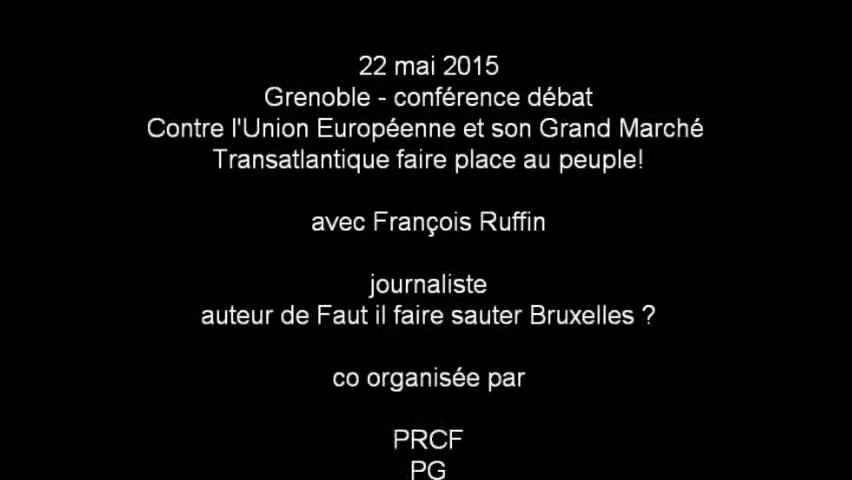 22 mai 2015
Grenoble - conférence débat
Contre l'Union Européenne et son Grand Marché
Transatlantique faire place au peuple!
avec François Ruffin
journaliste
auteur de Faut il faire sauter Bruxelles ?
co organisée par
PRCF
PG